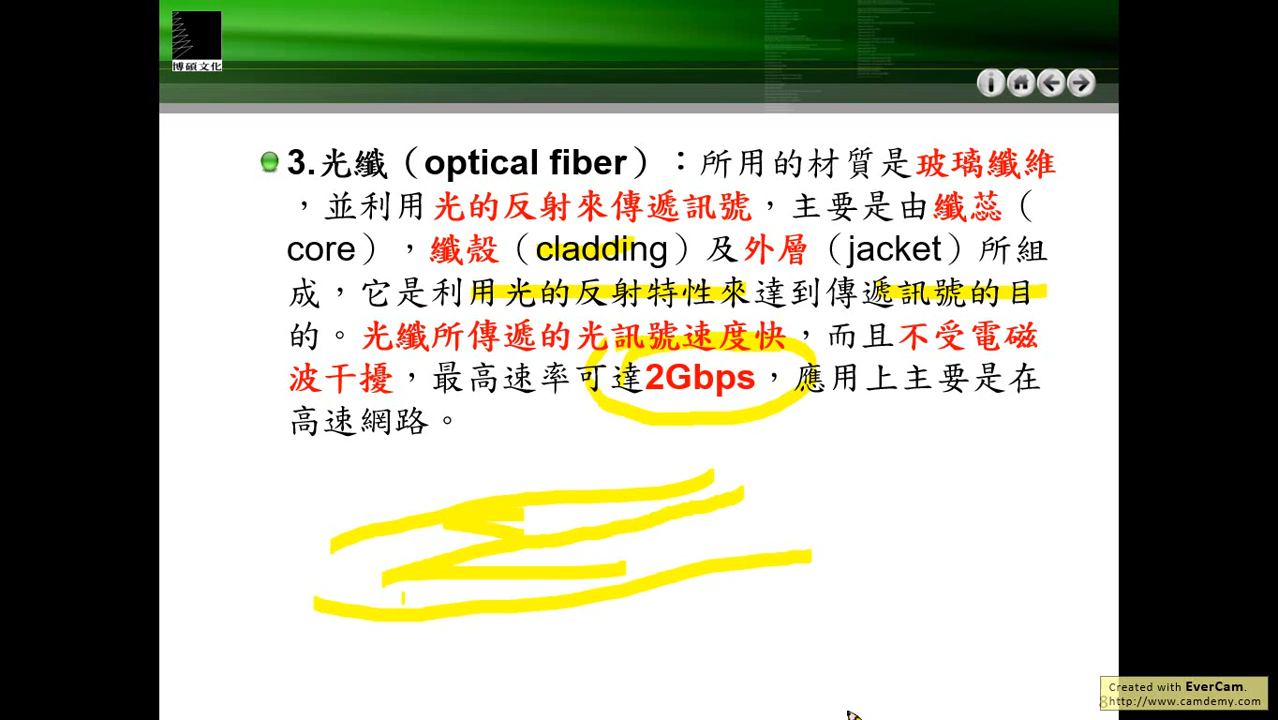 博碩文化
3.光纖（optical fiber）：所用的材質是玻璃纖維
，並利用光的反射來傳遞訊號，主要是由纖蕊（
core），纖殼（cladding）及外層（jacket）所組
成，它是利用光的反射特性來達到傳遞訊號的目
的。光纖所傳遞的光訊號速度快，而且不受電磁
波干擾，最高速率可達2Gbps，應用上主要是在
高速網路。
Created with EverCam.
http://www.camdemy.com